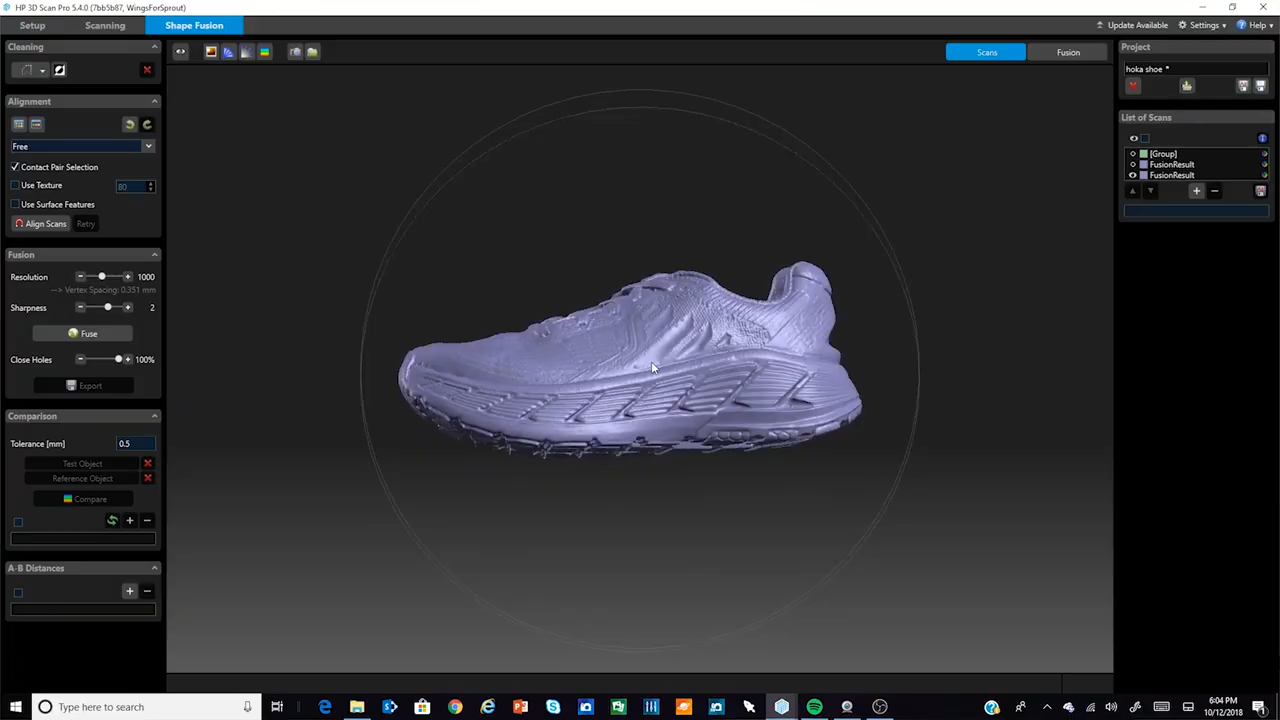 HP 3D Scan Pro 5.4.0 (7bb5b87, WingsForSprout)
Setup
Scanning
Shape Fusion
Update Available
Settings
Help
Cleaning
Alignment
Free
Contact Pair Selection
Use Texture
80
Use Surface Features
Align Scans
Retry
Fusion
Resolution
1000
--> Vertex Spacing: 0.351 mm
Sharpness
2
Fuse
Close Holes
100%
Export
Comparison
Tolerance [mm]
0.5
Test Object
Reference Object
Compare
A-B Distances
Scans
Fusion
Project
hoka shoe *
List of Scans
[Group]
FusionResult
FusionResult
Type here to search
6:04 PM
10/12/2018